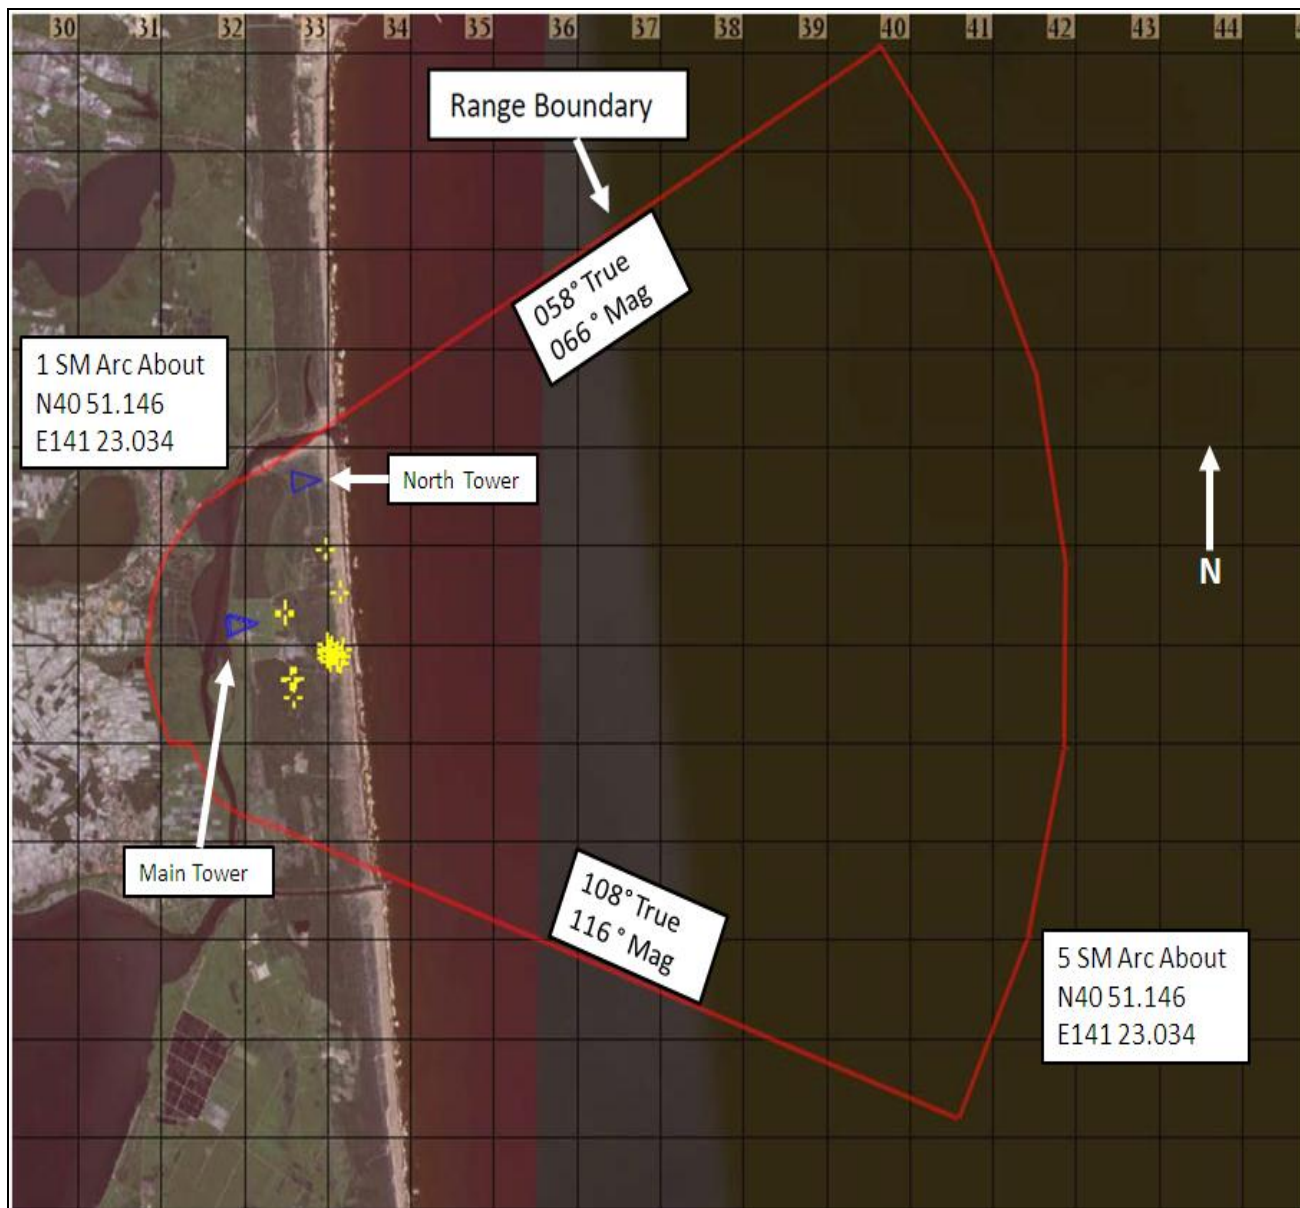 30 31 32 33 34 35 36 37 38 39 40 41 42 43 44
Range Boundary
058° True
066 ° Mag
1 SM Arc About
N40 51.146
E141 23.034
North Tower
N
Main Tower
108° True
116 ° Mag
5 SM Arc About
N40 51.146
E141 23.034